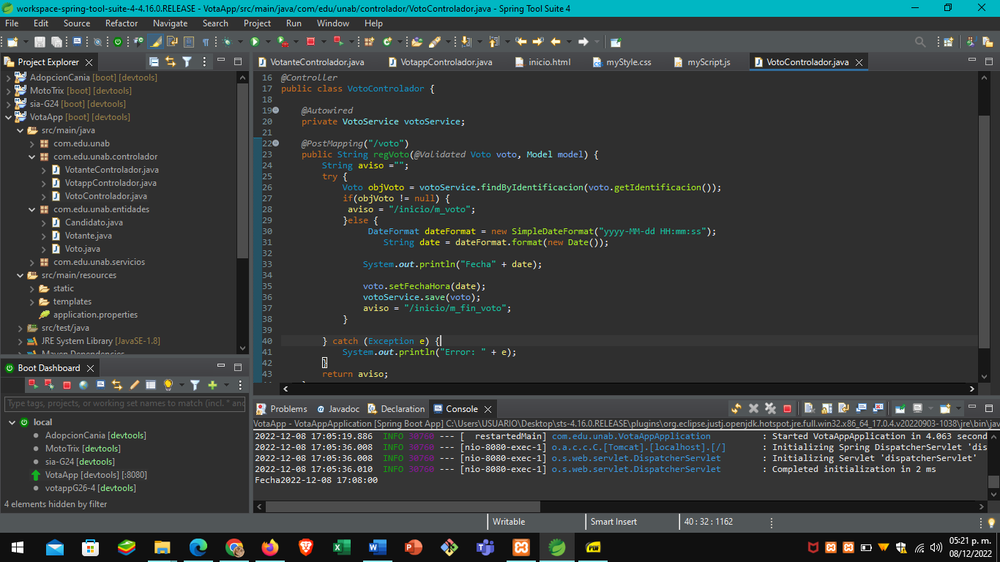 workspace-spring-tool-suite-4-4.16.0.RELEASE - VotaApp/src/main/java/com/edu/unab/controlador/VotoControlador.java - Spring Tool Suite 4
File Edit Source Refactor Navigate Search Project Run Window Help
Project Explorer
AdopcionCania [boot] [devtools]
MotoTrix [boot] [devtools]
sia-G24 [boot] [devtools]
VotaApp [boot] [devtools]
src/main/java
com.edu.unab
com.edu.unab.controlador
VotanteControlador.java
VotappControlador.java
VotoControlador.java
com.edu.unab.entidades
Candidato.java
Votante.java
Voto.java
com.edu.unab.servicios
src/main/resources
static
templates
application.properties
src/test/java
JRE System Library [JavaSE-1.8]
Maven Dependencies
Boot Dashboard
Type tags, projects, or working set names to match (incl. * and
local
AdopcionCania [devtools]
MotoTrix [devtools]
sia-G24 [devtools]
VotaApp [devtools] [:8080]
votappG26-4 [devtools]
4 elements hidden by filter
VotanteControlador.java VotappControlador.java inicio.html myStyle.css myScript.js VotoControlador.java
16 @Controller
17 public class VotoControlador {
18
19 @Autowired
20 private VotoService votoService;
21
22 @PostMapping("/voto")
23 public String regVoto(@Validated Voto voto, Model model) {
24 String aviso ="";
25 try {
26 Voto objVoto = votoService.findByIdentificacion(voto.getIdentificacion());
27 if(objVoto != null) {
28 aviso = "/inicio/m_voto";
29 }else {
30 DateFormat dateFormat = new SimpleDateFormat("yyyy-MM-dd HH:mm:ss");
31 String date = dateFormat.format(new Date());
32
33 System.out.println("Fecha" + date);
34
35 voto.setFechaHora(date);
36 votoService.save(voto);
37 aviso = "/inicio/m_fin_voto";
38 }
39
40 } catch (Exception e) {
41 System.out.println("Error: " + e);
42 }
43 return aviso;
Problems Javadoc Declaration Console
VotaApp - VotaAppApplication [Spring Boot App] C:\Users\USUARIO\Desktop\sts-4.16.0.RELEASE\plugins\org.eclipse.justj.openjdk.hotspot.jre.full.win32.x86_64_17.0.4.v20220903-1038\jre\bin\jav
2022-12-08 17:05:19.886 INFO 30760 --- [ restartedMain] com.edu.unab.VotaAppApplication : Started VotaAppApplication in 4.063 second
2022-12-08 17:05:36.008 INFO 30760 --- [nio-8080-exec-1] o.a.c.c.C.[Tomcat].[localhost].[/] : Initializing Spring DispatcherServlet 'dis
2022-12-08 17:05:36.008 INFO 30760 --- [nio-8080-exec-1] o.s.web.servlet.DispatcherServlet : Initializing Servlet 'dispatcherServlet'
2022-12-08 17:05:36.010 INFO 30760 --- [nio-8080-exec-1] o.s.web.servlet.DispatcherServlet : Completed initialization in 2 ms
Fecha2022-12-08 17:08:00
Writable Smart Insert 40 : 32 : 1162
05:21 p. m.
08/12/2022